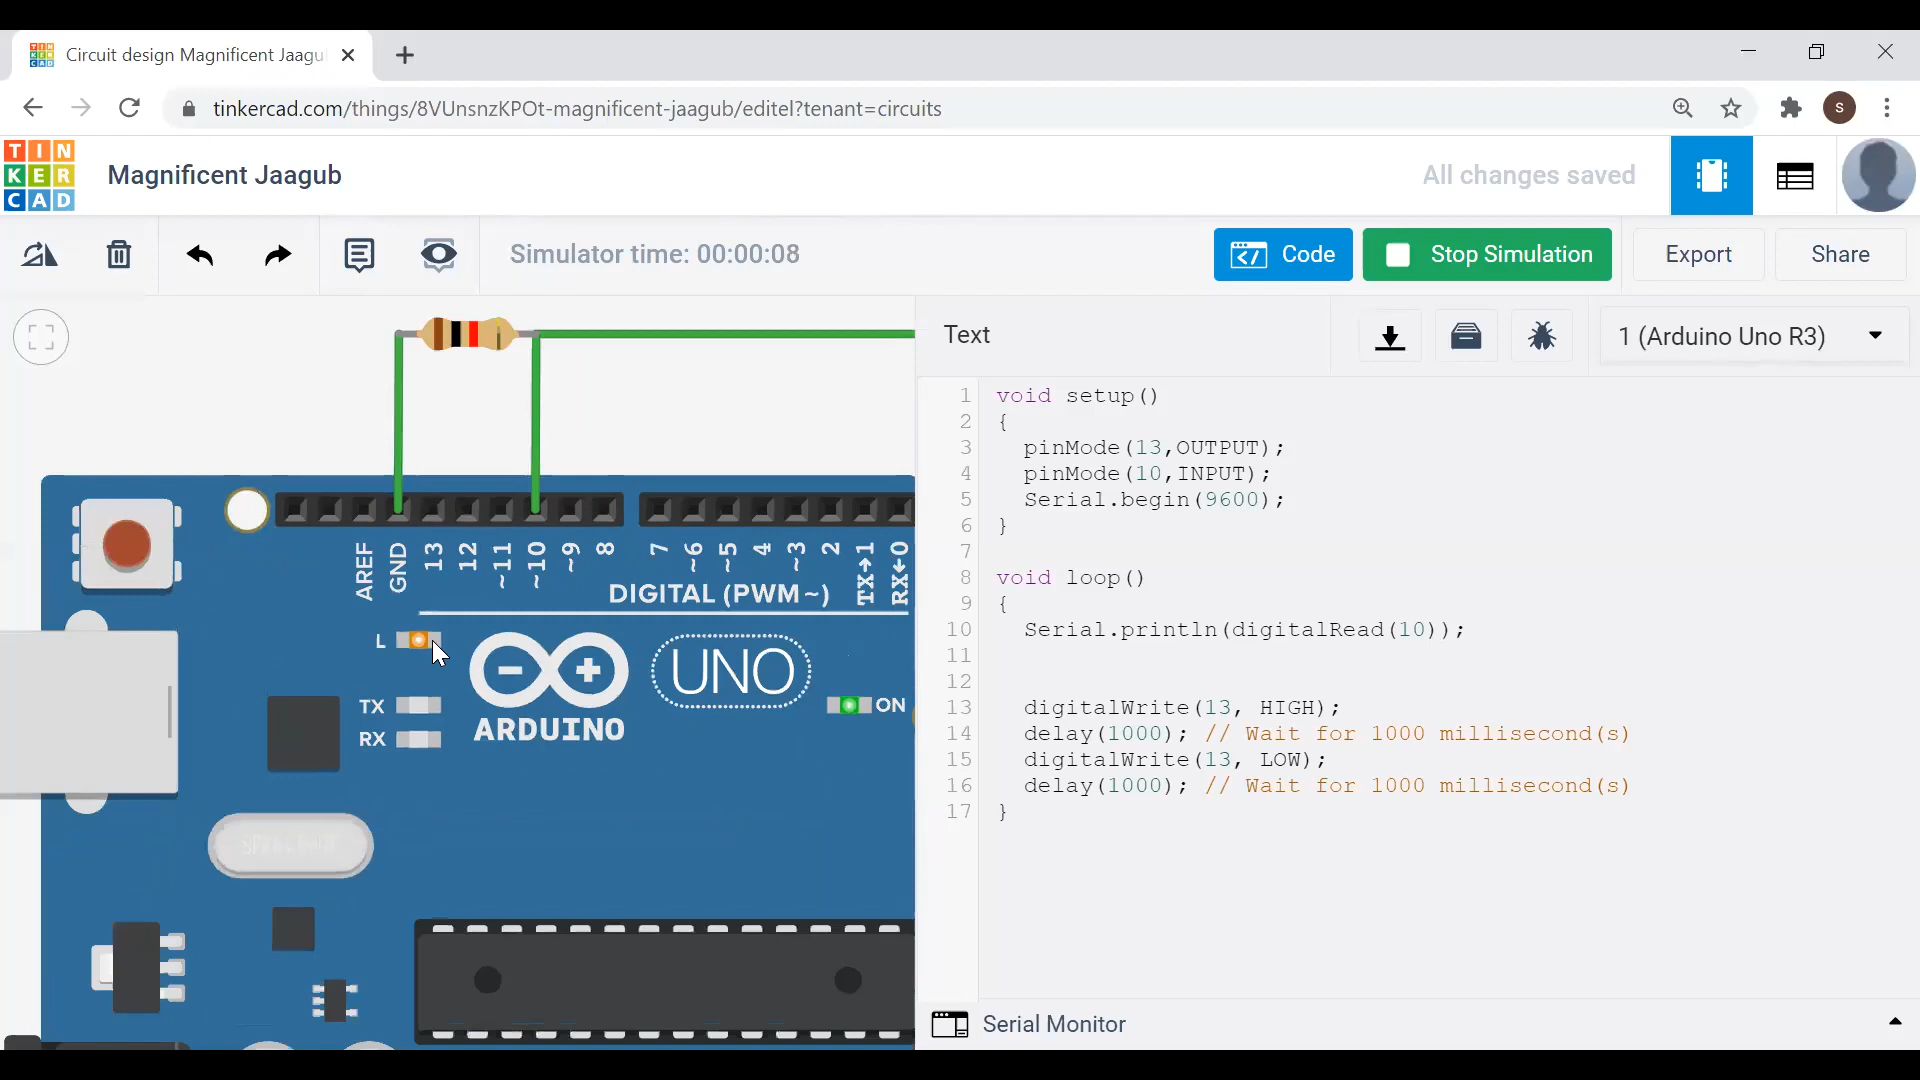 Circuit design Magnificent Jaagu
tinkercad.com/things/8VUnsnzKPOt-magnificent-jaagub/editel?tenant=circuits
S
TIN
KER
CAD
Magnificent Jaagub
All changes saved
Simulator time: 00:00:08
Code
Stop Simulation
Export
Share
Text
1 (Arduino Uno R3)
1 void setup()
2 {
3 pinMode(13,OUTPUT);
4 pinMode(10,INPUT);
5 Serial.begin(9600);
6 }
7
8 void loop()
9 {
10 Serial.println(digitalRead(10));
11
12
13 digitalWrite(13, HIGH);
14 delay(1000); // Wait for 1000 millisecond(s)
15 digitalWrite(13, LOW);
16 delay(1000); // Wait for 1000 millisecond(s)
17 }
Serial Monitor
AREF
GND
13
12
~11
~10
~9
8
7
~6
~5
4
~3
2
TX→1
RX←0
DIGITAL (PWM~)
L
TX
RX
UNO
ARDUINO
ON